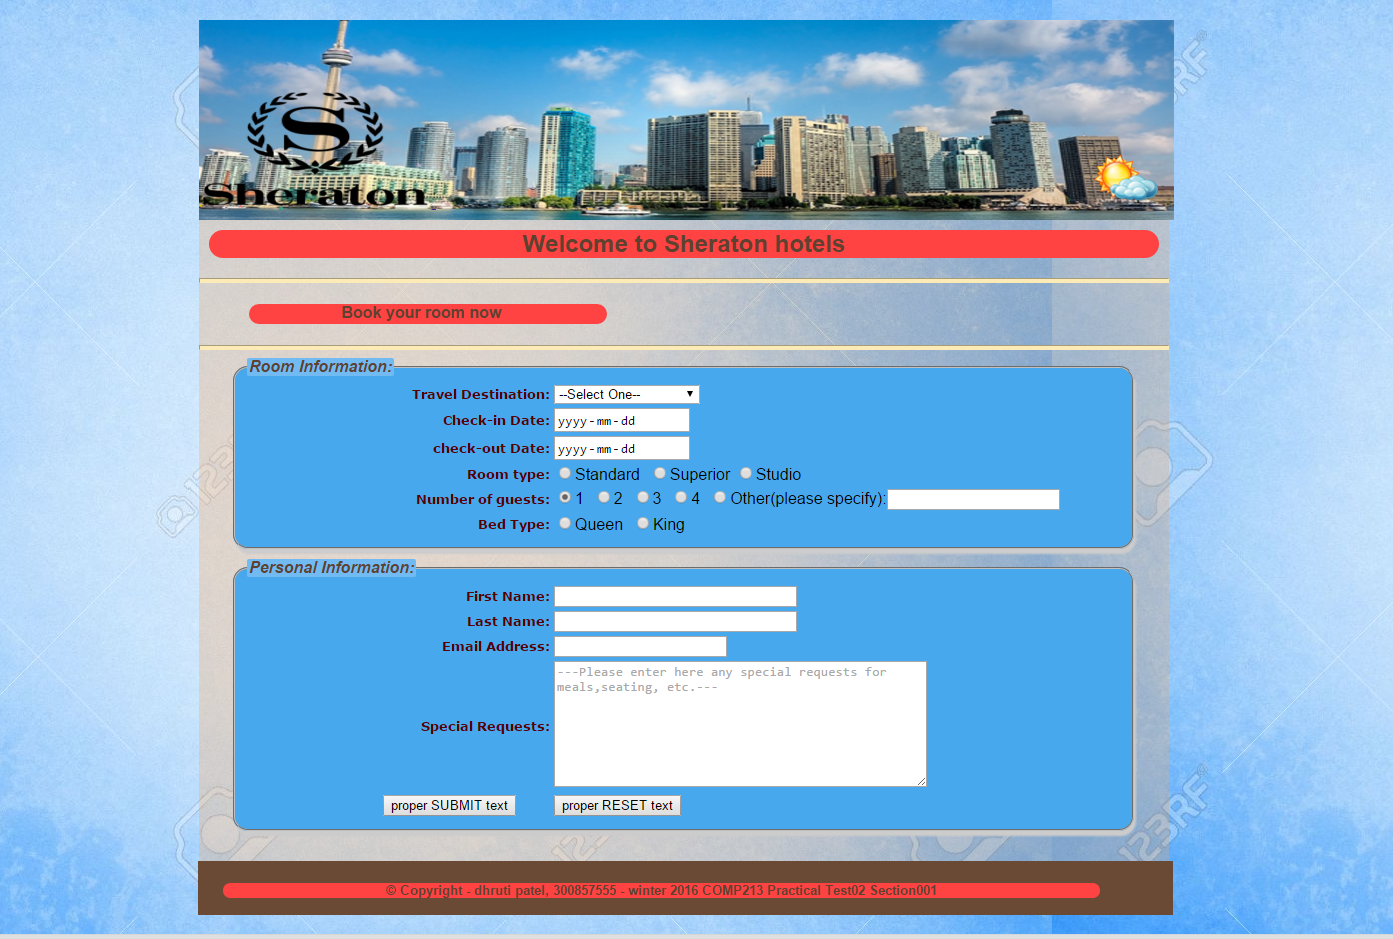 Sheraton
Welcome to Sheraton hotels
Book your room now
Room Information:
Travel Destination: --Select One--
Check-in Date: yyyy-mm-dd
check-out Date: yyyy-mm-dd
Room type: Standard Superior Studio
Number of guests: 1 2 3 4 Other(please specify):
Bed Type: Queen King
Personal Information:
First Name:
Last Name:
Email Address:
---Please enter here any special requests for
meals,seating, etc.---
Special Requests:
proper SUBMIT text proper RESET text
© Copyright - dhruti patel, 300857555 - winter 2016 COMP213 Practical Test02 Section001
123RF